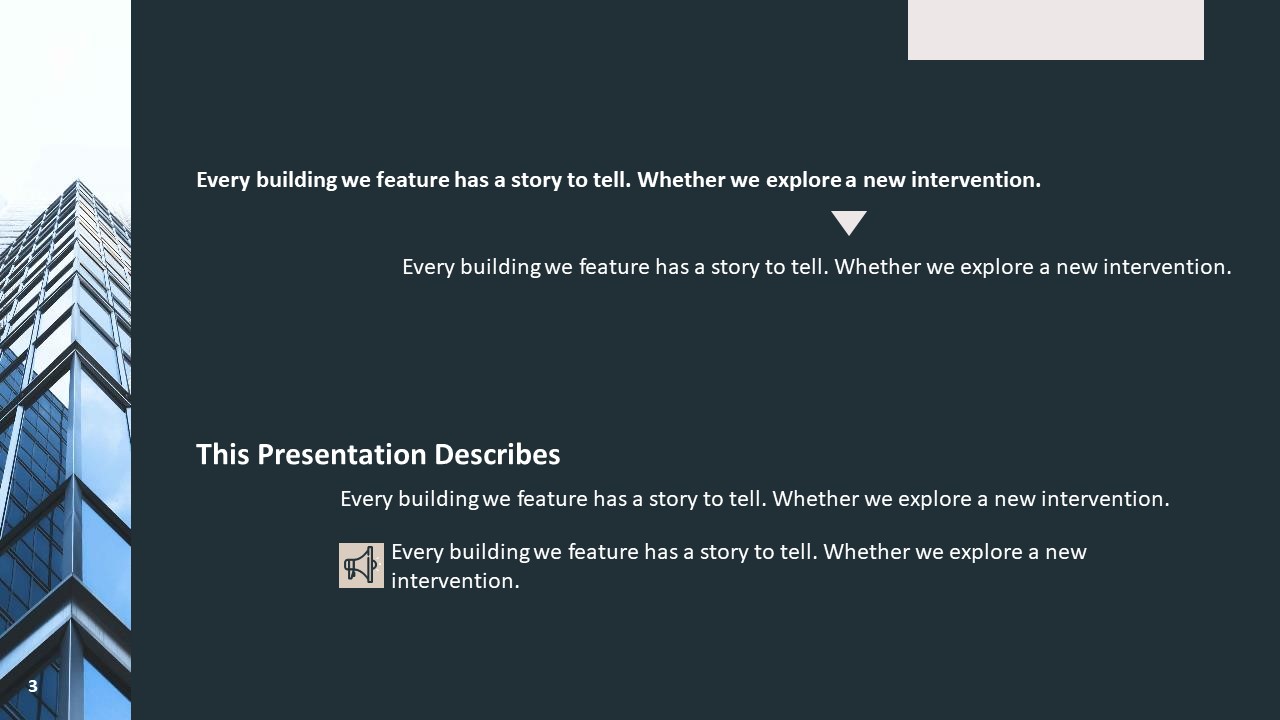 Every building we feature has a story to tell. Whether we explore a new intervention.
Every building we feature has a story to tell. Whether we explore a new intervention.
This Presentation Describes
Every building we feature has a story to tell. Whether we explore a new intervention.
Every building we feature has a story to tell. Whether we explore a new
intervention.
3